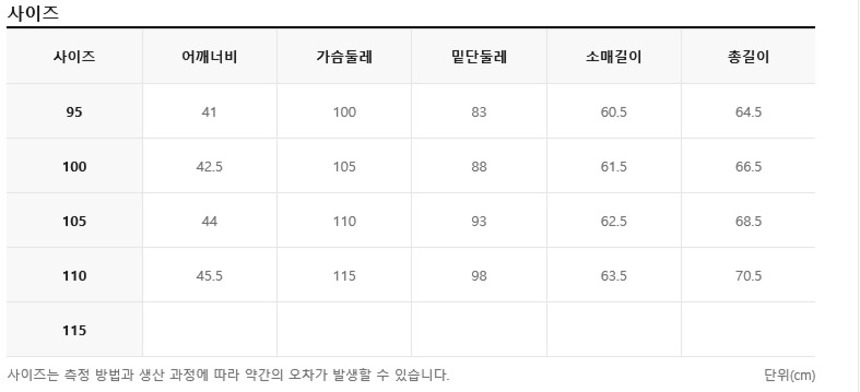 사이즈
사이즈 어깨너비 가슴둘레 밑단둘레 소매길이 총길이
95 41 100 83 60.5 64.5
100 42.5 105 88 61.5 66.5
105 44 110 93 62.5 68.5
110 45.5 115 98 63.5 70.5
115
사이즈는 측정 방법과 생산 과정에 따라 약간의 오차가 발생할 수 있습니다. 단위(cm)